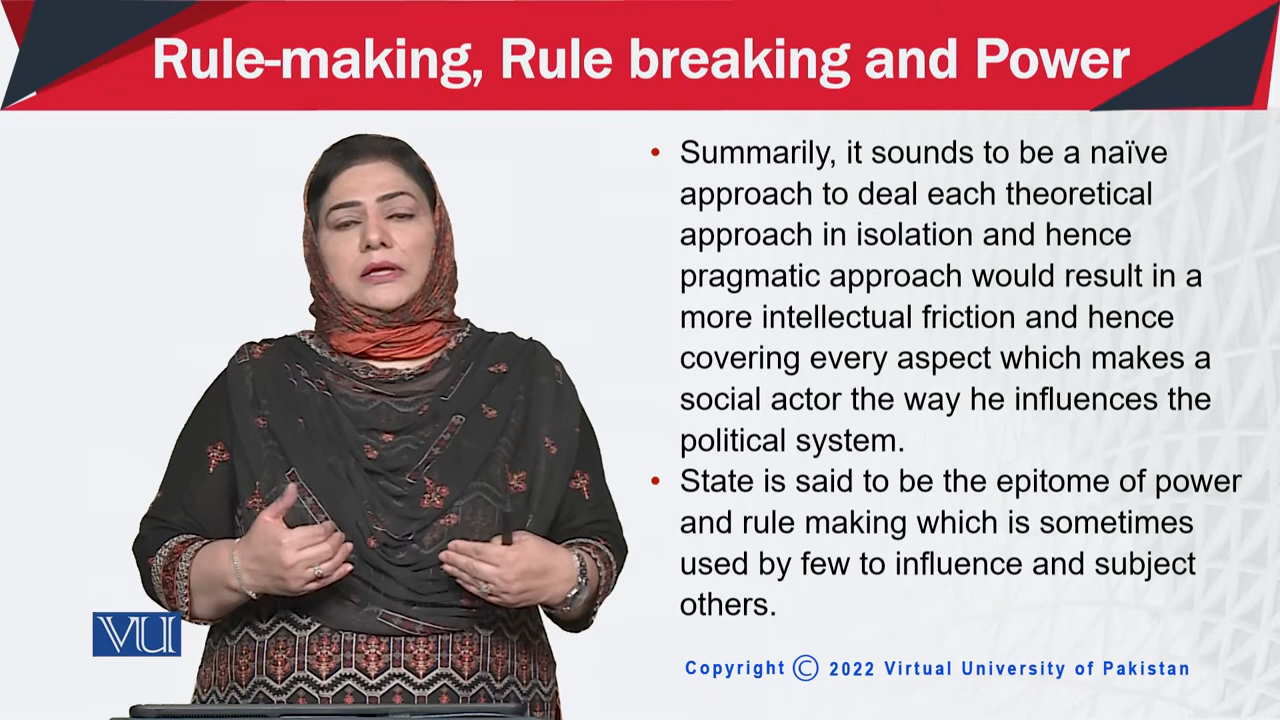 Rule-making, Rule breaking and Power
• Summarily, it sounds to be a naïve
approach to deal each theoretical
approach in isolation and hence
pragmatic approach would result in a
more intellectual friction and hence
covering every aspect which makes a
social actor the way he influences the
political system.
• State is said to be the epitome of power
and rule making which is sometimes
used by few to influence and subject
others.
VU
Copyright © 2022 Virtual University of Pakistan